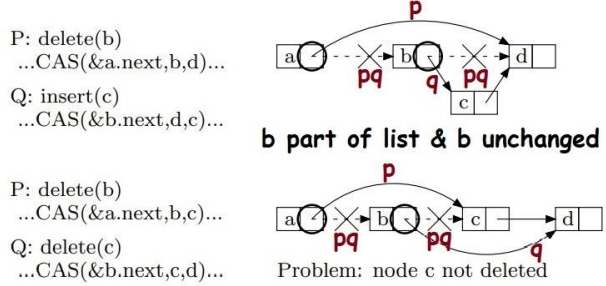 P: delete(b)
...CAS(&a.next,b,d)...
Q: insert(c)
...CAS(&b.next,d,c)...
p
a
b
d
pq
q
pq
c
b part of list & b unchanged
P: delete(b)
...CAS(&a.next,b,c)...
Q: delete(c)
...CAS(&b.next,c,d)...
p
a
b
c
d
pq
pq
q
Problem: node c not deleted